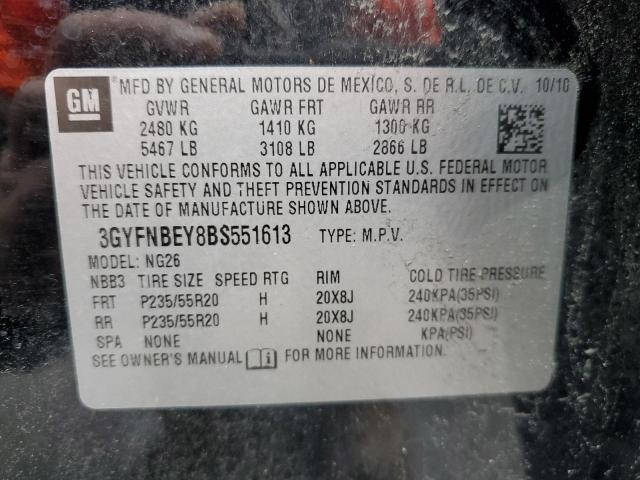 GM
MFD BY GENERAL MOTORS DE MEXICO, S. DE R.L. DE C.V. 10/10
GVWR GAWR FRT GAWR RR
2480 KG 1410 KG 1300 KG
5467 LB 3108 LB 2866 LB
THIS VEHICLE CONFORMS TO ALL APPLICABLE U.S. FEDERAL MOTOR
VEHICLE SAFETY AND THEFT PREVENTION STANDARDS IN EFFECT ON
THE DATE OF MANUFACTURE SHOWN ABOVE.
3GYFNBEY8BS551613 TYPE: M.P.V.
MODEL: NG26
NBB3 TIRE SIZE SPEED RTG RIM COLD TIRE PRESSURE
FRT P235/55R20 H 20X8J 240KPA(35PSI)
RR P235/55R20 H 20X8J 240KPA(35PSI)
SPA NONE NONE KPA(PSI)
SEE OWNER'S MANUAL FOR MORE INFORMATION